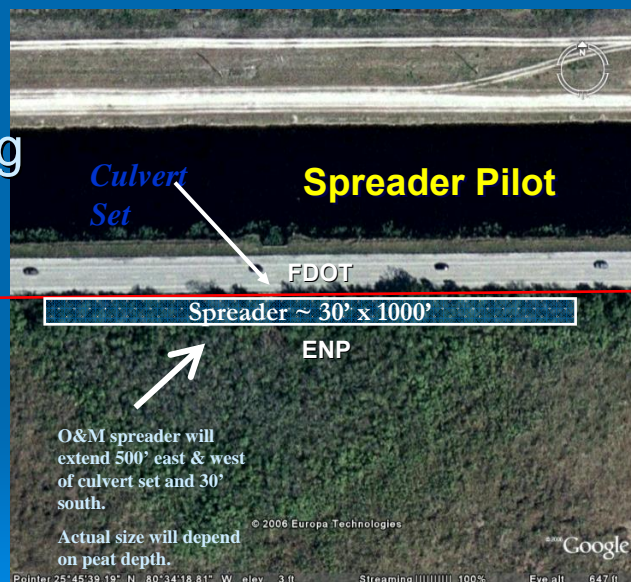 g
N
Culvert
Set
Spreader Pilot
FDOT
Spreader ~ 30' x 1000'
ENP
O&M spreader will
extend 500' east & west
of culvert set and 30'
south.
Actual size will depend
on peat depth.
© 2006 Europa Technologies
©2006 Google
Pointer 25°45'39.19" N 80°34'18.81" W elev 3 ft Streaming |||||||||| 100% Eye alt 647 ft